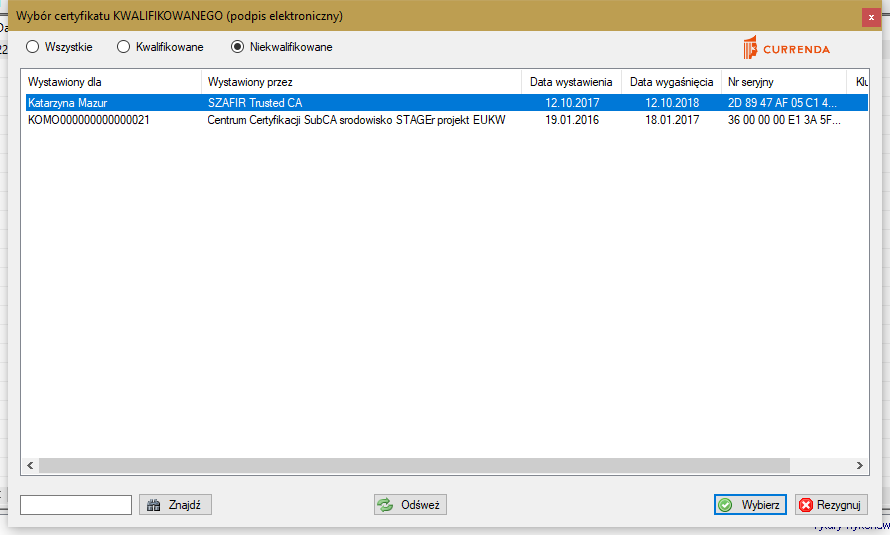 Wybór certyfikatu KWALIFIKOWANEGO (podpis elektroniczny)
Wszystkie Kwalifikowane Niekwalifikowane CURRENDA
Wystawiony dla Wystawiony przez Data wystawienia Data wygaśnięcia Nr seryjny Klu
Katarzyna Mazur SZAFIR Trusted CA 12.10.2017 12.10.2018 2D 89 47 AF 05 C1 4...
KOMO000000000000021 Centrum Certyfikacji SubCA srodowisko STAGEr projekt EUKW 19.01.2016 18.01.2017 36 00 00 00 E1 3A 5F...
Znajdź Odśwież Wybierz Rezygnuj